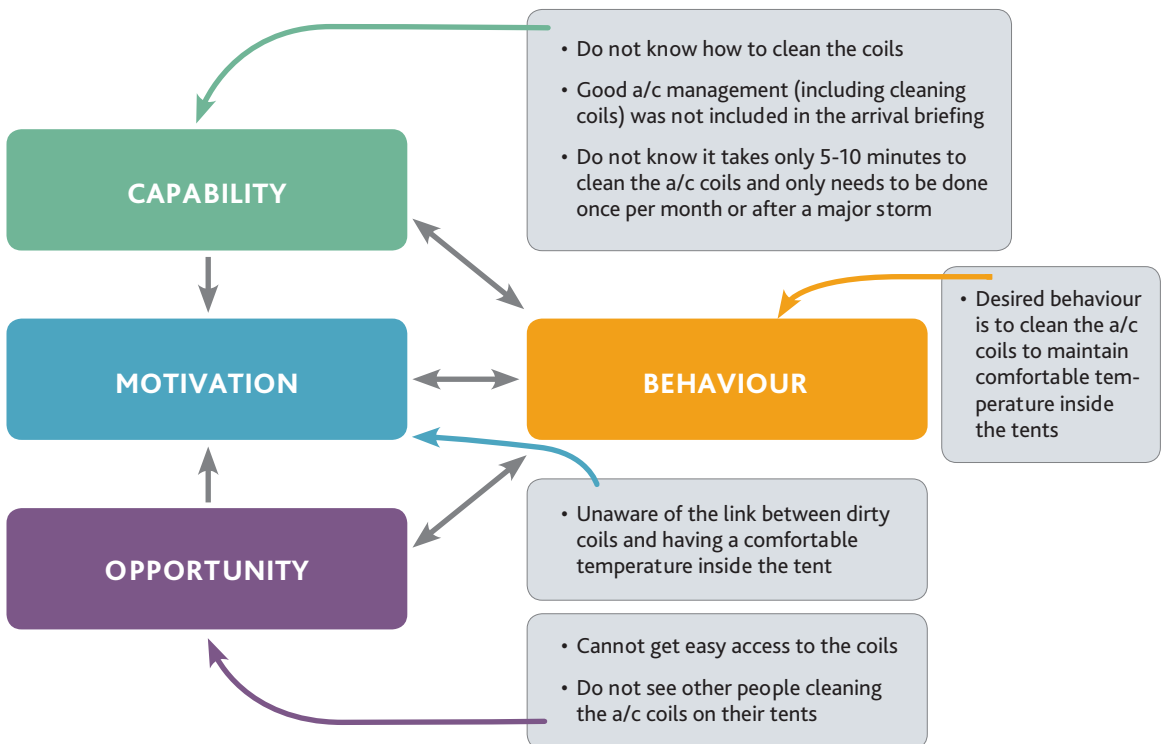 • Do not know how to clean the coils
• Good a/c management (including cleaning
coils) was not included in the arrival briefing
• Do not know it takes only 5-10 minutes to
clean the a/c coils and only needs to be done
once per month or after a major storm
CAPABILITY
MOTIVATION
BEHAVIOUR
• Desired behaviour
is to clean the a/c
coils to maintain
comfortable tem-
perature inside
the tents
OPPORTUNITY
• Unaware of the link between dirty
coils and having a comfortable
temperature inside the tent
• Cannot get easy access to the coils
• Do not see other people cleaning
the a/c coils on their tents